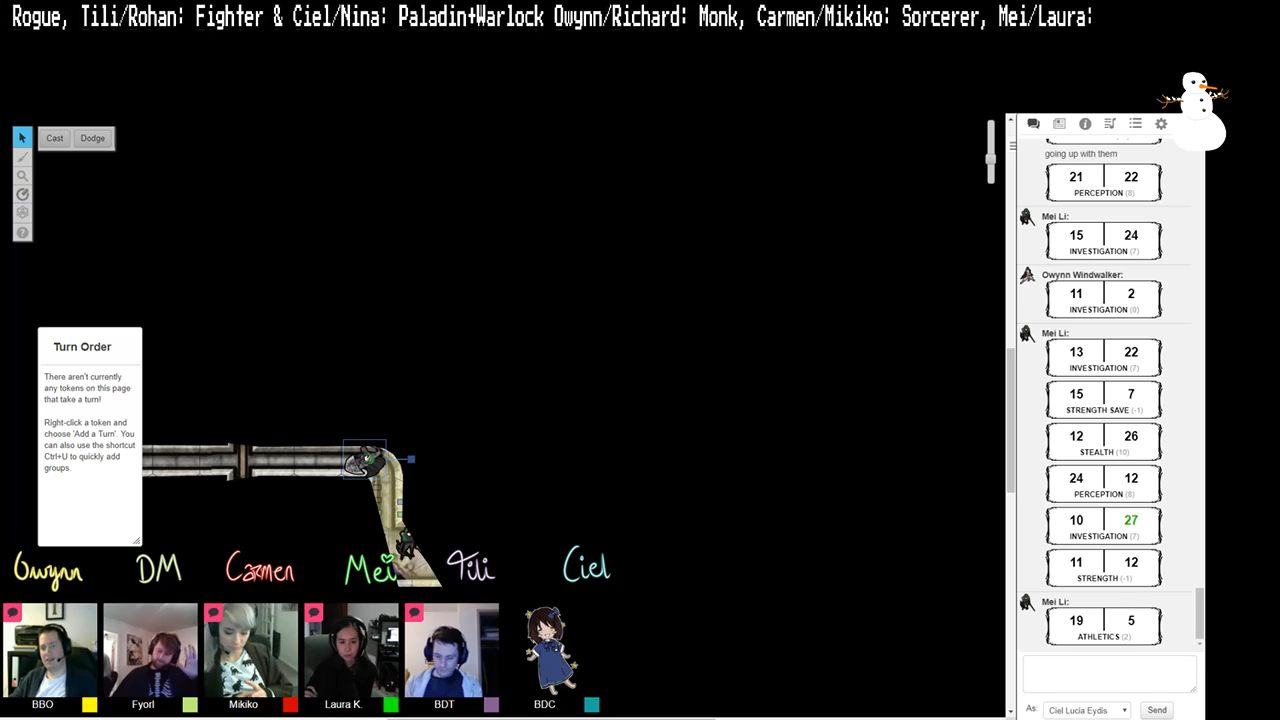 Rogue, Tili/Rohan: Fighter & Ciel/Nina: Paladin+Warlock Owynn/Richard: Monk, Carmen/Mikiko: Sorcerer, Mei/Laura:
Cast Dodge
going up with them
21 22
PERCEPTION (8)
Mei Li:
15 24
INVESTIGATION (7)
Owynn Windwalker:
11 2
INVESTIGATION (0)
Mei Li:
13 22
INVESTIGATION (7)
15 7
STRENGTH SAVE (-1)
12 26
STEALTH (10)
24 12
PERCEPTION (8)
10 27
INVESTIGATION (7)
11 12
STRENGTH (-1)
Mei Li:
19 5
ATHLETICS (2)
As: Ciel Lucia Eydis Send
Turn Order
There aren't currently
any tokens on this page
that take a turn!
Right-click a token and
choose 'Add a Turn'. You
can also use the shortcut
Ctrl+U to quickly add
groups.
Owynn DM Carmen Mei Tili Ciel
BBO Fyorl Mikiko Laura K. BDT BDC